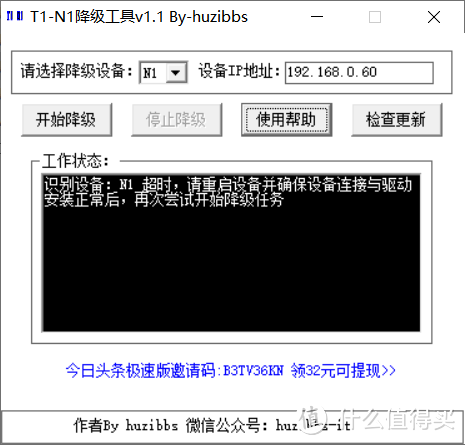 T1-N1降级工具v1.1 By-huzibbs
请选择降级设备: N1 设备IP地址: 192.168.0.60
开始降级 停止降级 使用帮助 检查更新
工作状态:
识别设备: N1 超时,请重启设备并确保设备连接与驱动
安装正常后,再次尝试开始降级任务
今日头条极速版邀请码:B3TV36KN 领32元可提现>>
作者By huzibbs 微信公众号: huzibbs-it
值 什么值得买